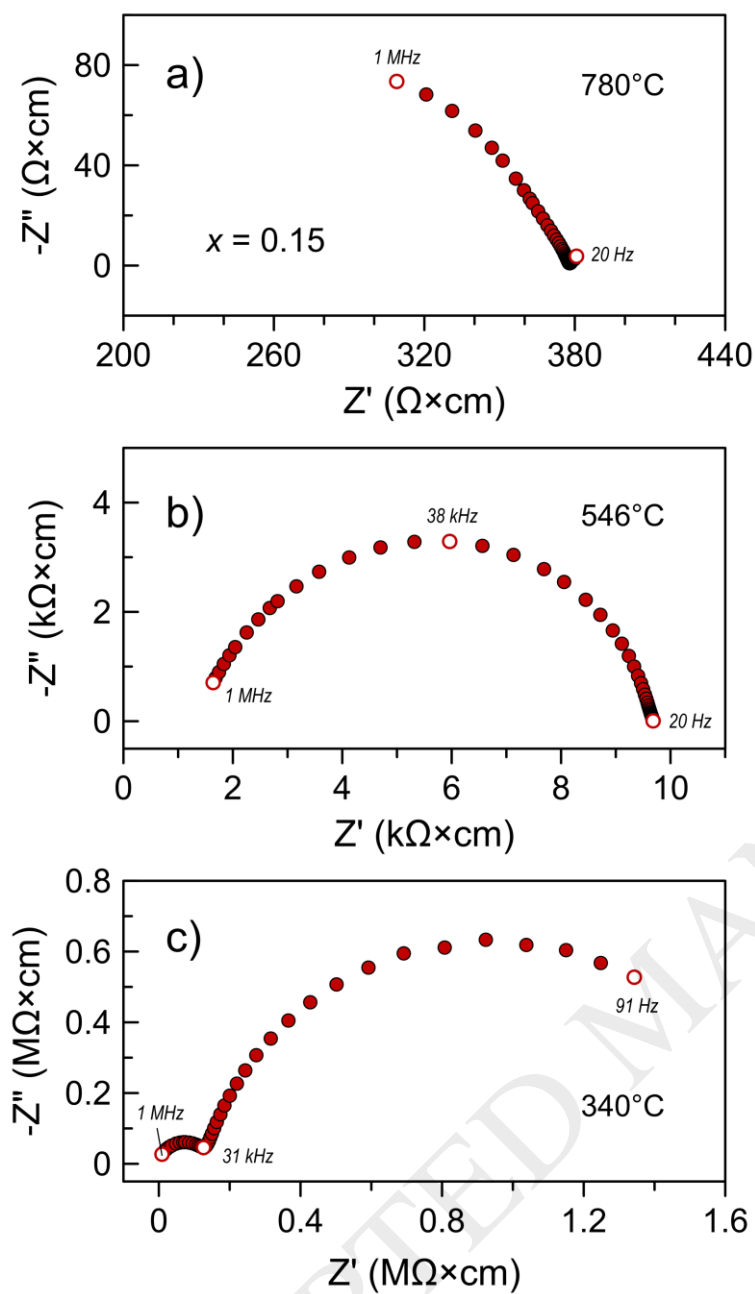 a)
1 MHz
780°C
80
40
0
-Z'' (Ω×cm)
x = 0.15
20 Hz
200 260 320 380 440
Z' (Ω×cm)
b)
38 kHz
546°C
4
2
0
-Z'' (kΩ×cm)
1 MHz
20 Hz
0 2 4 6 8 10
Z' (kΩ×cm)
c)
0.8
0.6
0.4
0.2
0
-Z'' (MΩ×cm)
91 Hz
1 MHz
340°C
31 kHz
0 0.4 0.8 1.2 1.6
Z' (MΩ×cm)